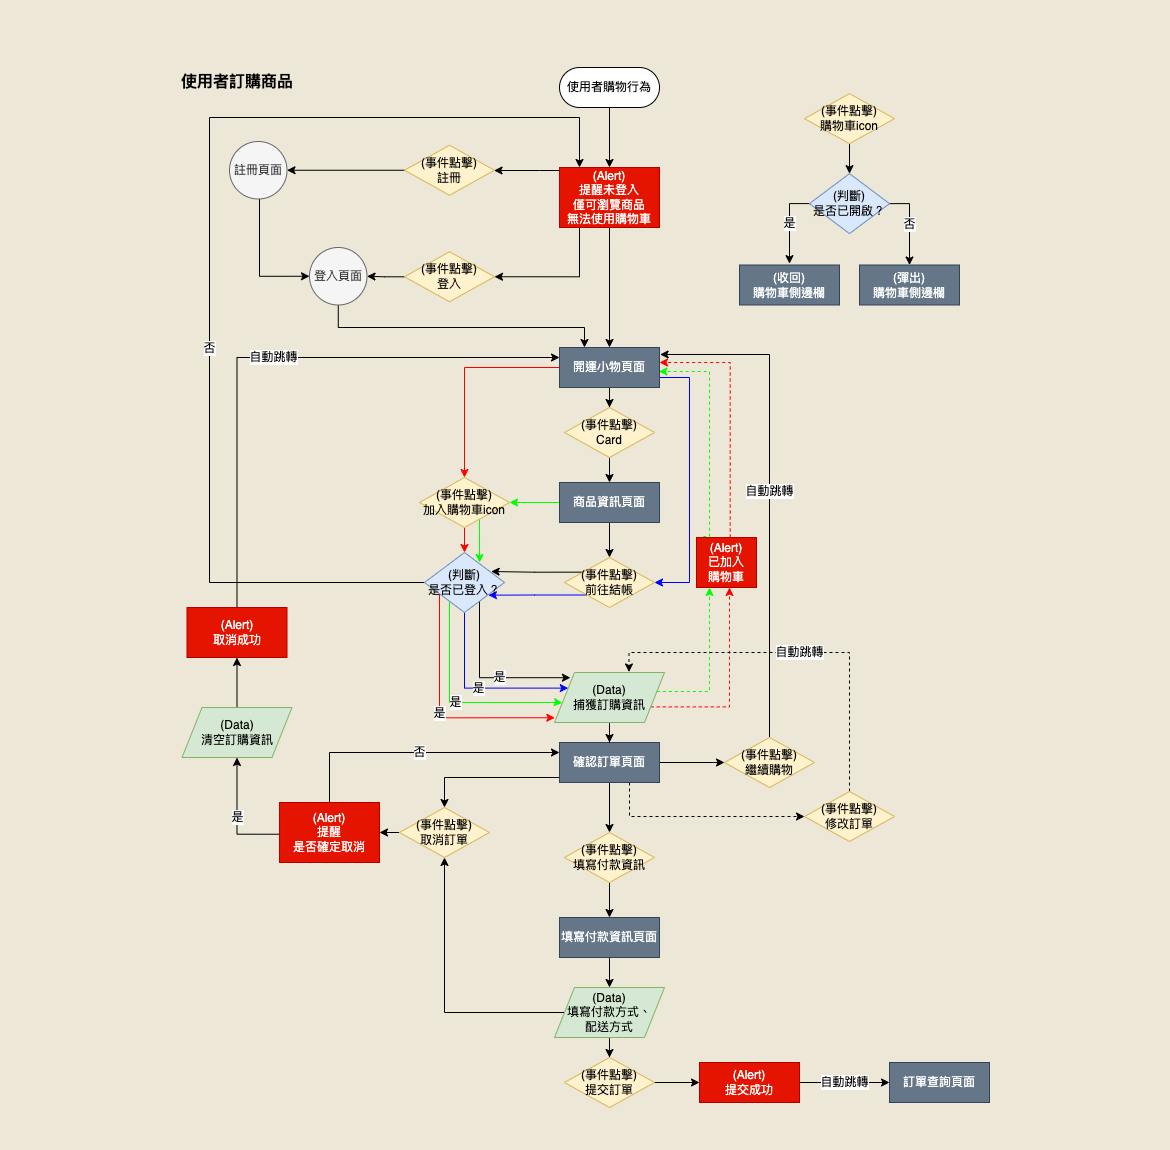 使用者訂購商品
使用者購物行為
(事件點擊)
購物車icon
(事件點擊)
註冊
註冊頁面
(Alert)
提醒未登入
僅可瀏覽商品
無法使用購物車
(判斷)
是否已開啟？
是
否
(事件點擊)
登入
登入頁面
(收回)
購物車側邊欄
(彈出)
購物車側邊欄
否
自動跳轉
開運小物頁面
(事件點擊)
Card
自動跳轉
(事件點擊)
加入購物車icon
商品資訊頁面
(Alert)
已加入
購物車
(判斷)
是否已登入？
(事件點擊)
前往結帳
(Alert)
取消成功
自動跳轉
是
是
是
是
(Data)
捕獲訂購資訊
(Data)
清空訂購資訊
否
確認訂單頁面
(事件點擊)
繼續購物
是
(Alert)
提醒
是否確定取消
(事件點擊)
取消訂單
(事件點擊)
修改訂單
(事件點擊)
填寫付款資訊
填寫付款資訊頁面
(Data)
填寫付款方式、
配送方式
(事件點擊)
提交訂單
(Alert)
提交成功
自動跳轉
訂單查詢頁面